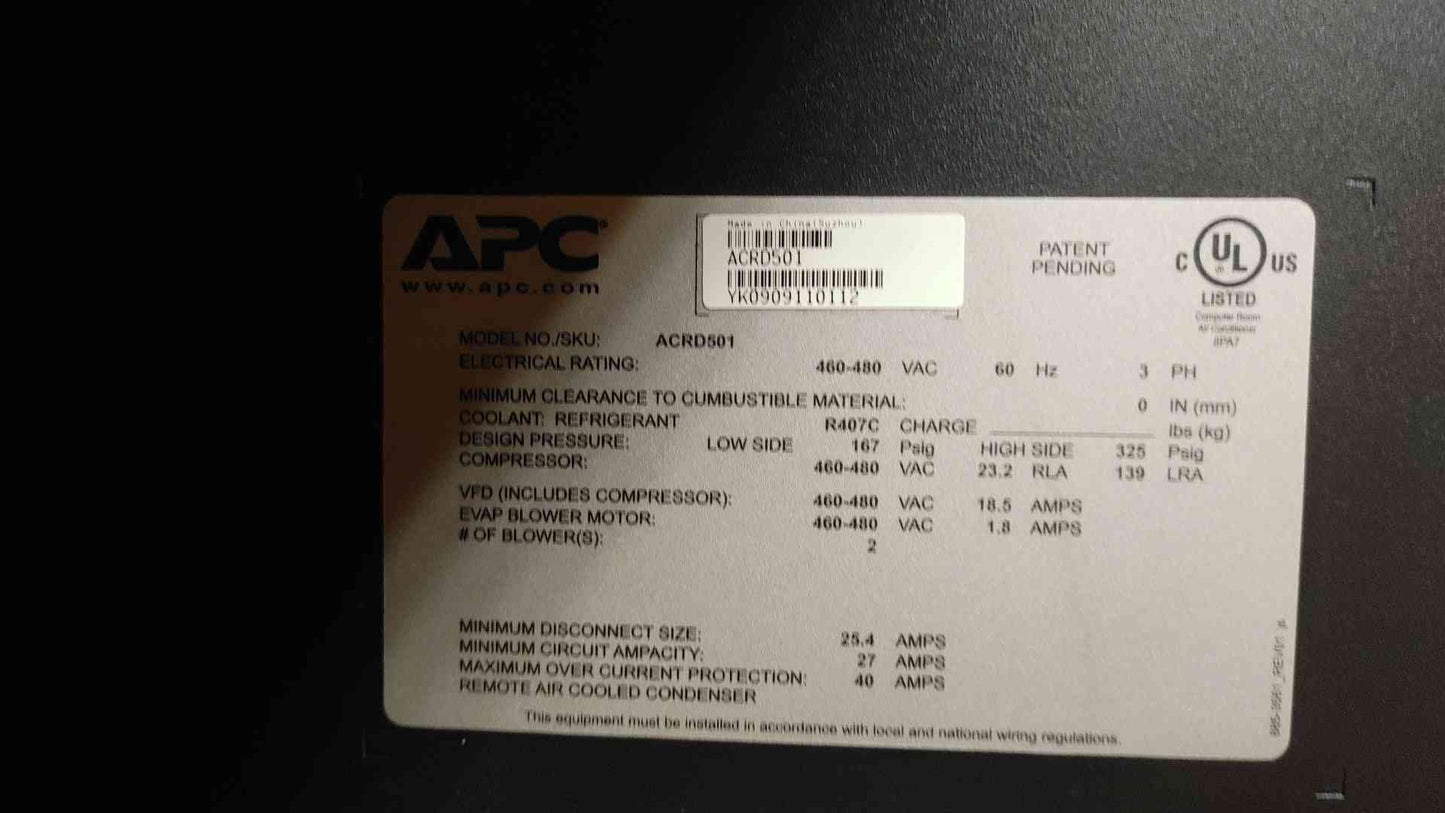 APC®
www.apc.com
Made in China(Suzhou)
ACRD501
YK0909110112
PATENT
PENDING
C UL® US
LISTED
Computer Room
Air Conditioner
8PA7
MODEL NO./SKU: ACRD501
ELECTRICAL RATING: 460-480 VAC 60 Hz 3 PH
MINIMUM CLEARANCE TO CUMBUSTIBLE MATERIAL: 0 IN (mm)
COOLANT: REFRIGERANT R407C CHARGE lbs (kg)
DESIGN PRESSURE: LOW SIDE 167 Psig HIGH SIDE 325 Psig
COMPRESSOR: 460-480 VAC 23.2 RLA 139 LRA
VFD (INCLUDES COMPRESSOR): 460-480 VAC 18.5 AMPS
EVAP BLOWER MOTOR: 460-480 VAC 1.8 AMPS
# OF BLOWER(S): 2
MINIMUM DISCONNECT SIZE: 25.4 AMPS
MINIMUM CIRCUIT AMPACITY: 27 AMPS
MAXIMUM OVER CURRENT PROTECTION: 40 AMPS
REMOTE AIR COOLED CONDENSER
This equipment must be installed in accordance with local and national wiring regulations.